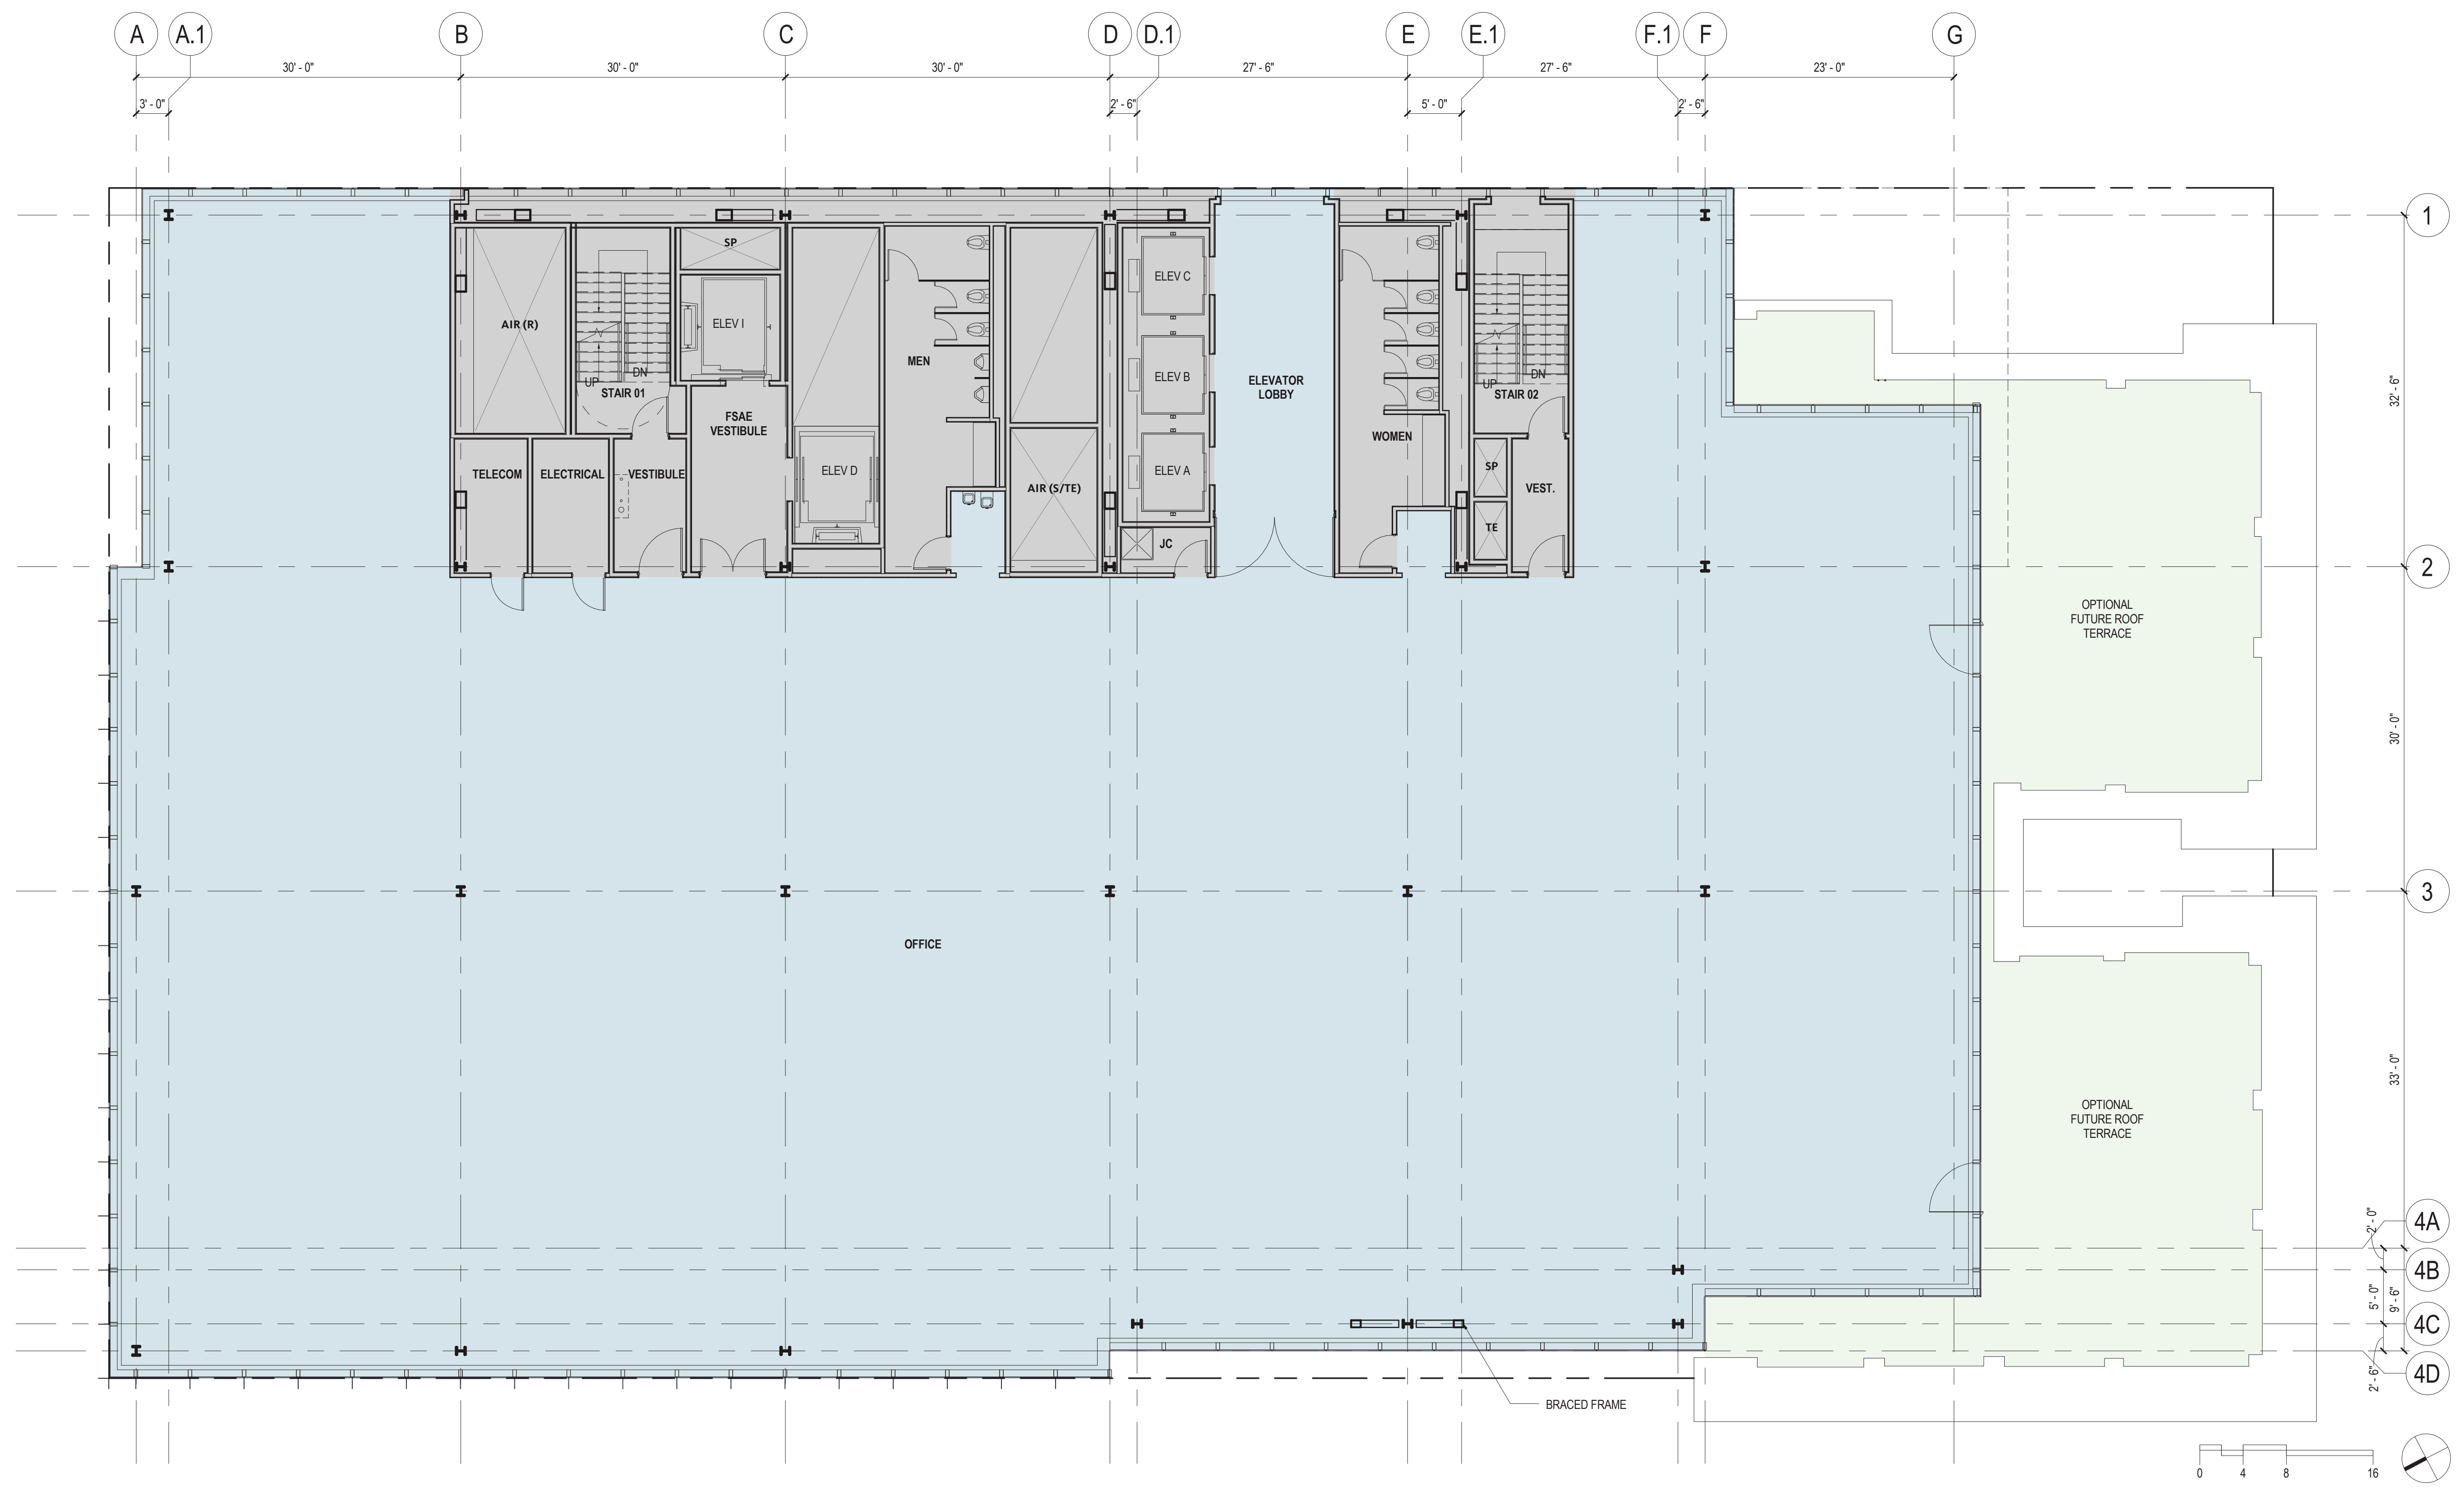 A A.1 B C D D.1 E E.1 F.1 F G
30' - 0" 30' - 0" 30' - 0" 27' - 6" 27' - 6" 23' - 0"
3' - 0" 2' - 6" 5' - 0" 2' - 6"
1
SP
ELEV C
ELEV I
AIR (R)
MEN
ELEV B
ELEVATOR
LOBBY
UP
DN
STAIR 01
UP
DN
STAIR 02
32' - 6"
FSAE
VESTIBULE
WOMEN
TELECOM
ELECTRICAL
VESTIBULE
ELEV D
AIR (S/TE)
ELEV A
SP
VEST.
TE
JC
2
OPTIONAL
FUTURE ROOF
TERRACE
30' - 0"
3
OFFICE
33' - 0"
OPTIONAL
FUTURE ROOF
TERRACE
2' - 0"
4A
4B
5' - 0"
9' - 6"
4C
2' - 6"
4D
BRACED FRAME
0 4 8 16